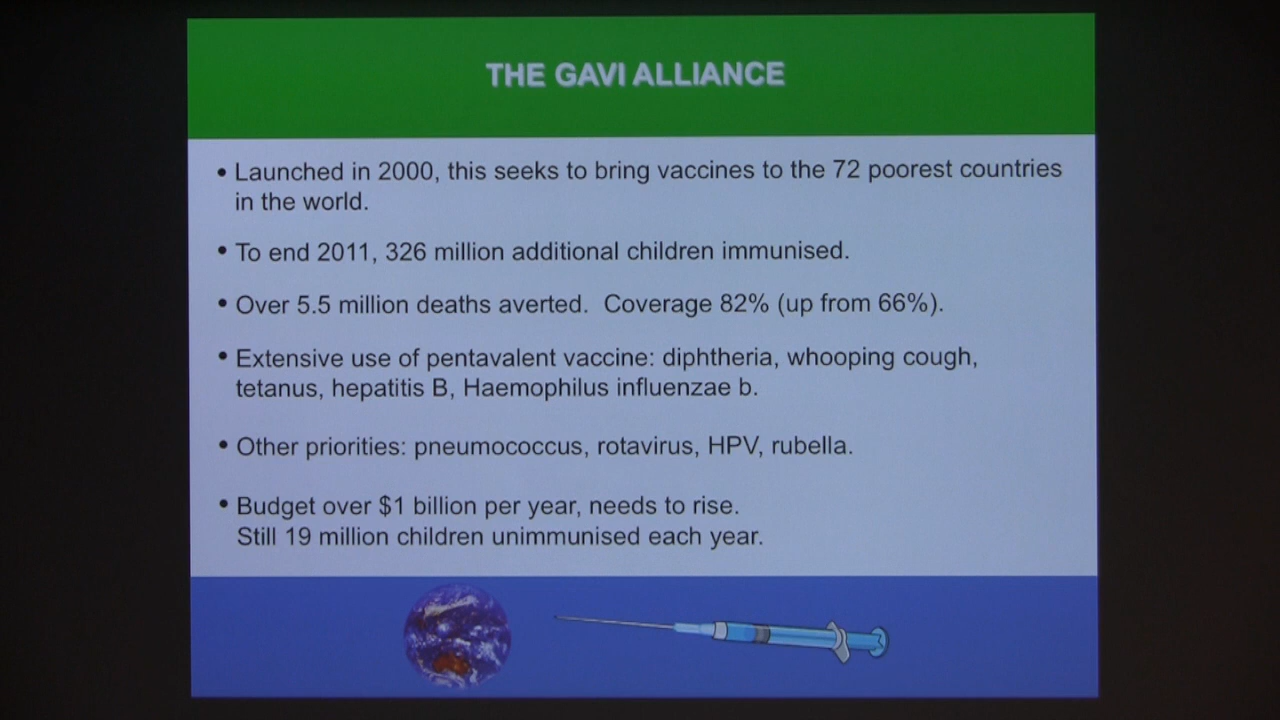 THE GAVI ALLIANCE
• Launched in 2000, this seeks to bring vaccines to the 72 poorest countries
in the world.
• To end 2011, 326 million additional children immunised.
• Over 5.5 million deaths averted. Coverage 82% (up from 66%).
• Extensive use of pentavalent vaccine: diphtheria, whooping cough,
tetanus, hepatitis B, Haemophilus influenzae b.
• Other priorities: pneumococcus, rotavirus, HPV, rubella.
• Budget over $1 billion per year, needs to rise.
Still 19 million children unimmunised each year.